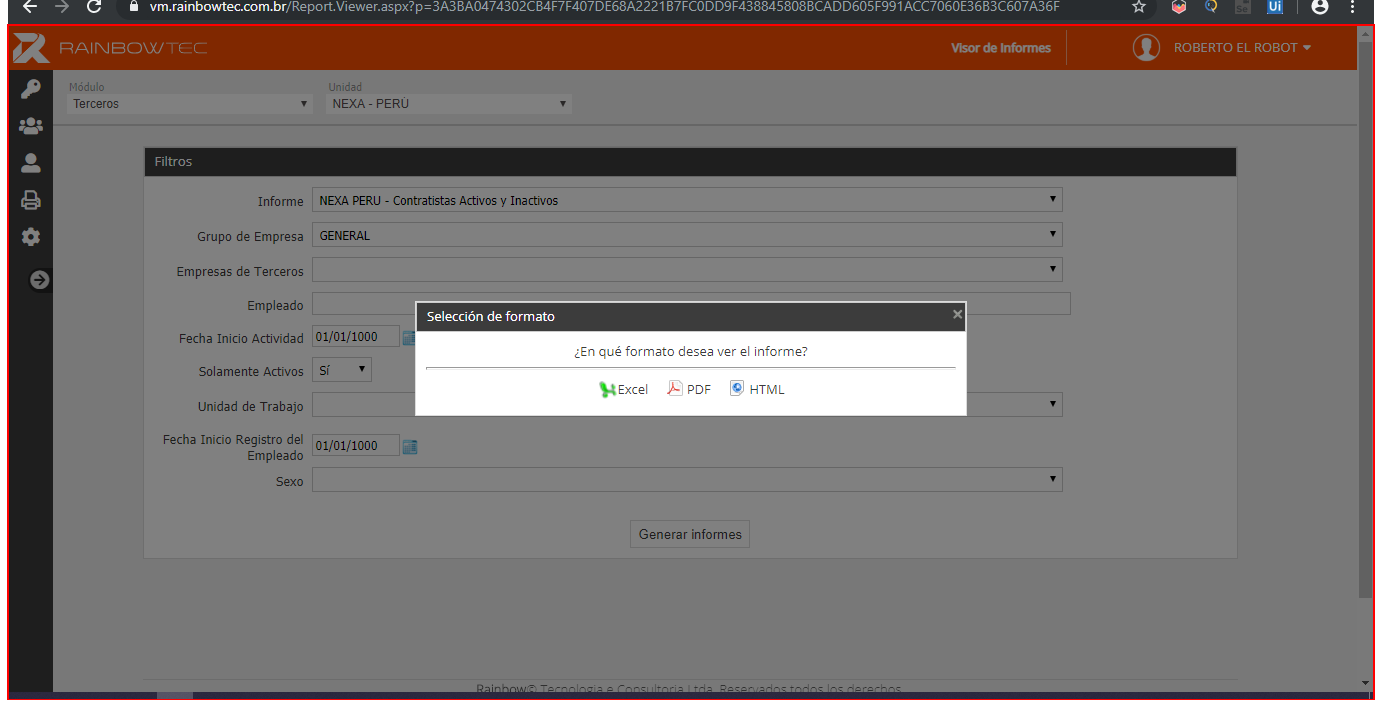 vm.rainbowtec.com.br/Report.Viewer.aspx?p=3A3BA0474302CB4F7F407DE68A2221B7FC0DD9F438845808BCADD605F991ACC7060E36B3C607A36F
Se
Ui
RAINBOWTEC
Visor de Informes
ROBERTO EL ROBOT
Módulo
Unidad
Terceros
NEXA - PERÚ
Filtros
Informe NEXA PERU - Contratistas Activos y Inactivos
Grupo de Empresa GENERAL
Empresas de Terceros
Empleado
Selección de formato
¿En qué formato desea ver el informe?
Excel PDF HTML
Fecha Inicio Actividad 01/01/1000
Solamente Activos Sí
Unidad de Trabajo
Fecha Inicio Registro del
Empleado 01/01/1000
Sexo
Generar informes
Rainbow© Tecnologia e Consultoria Ltda. Reservados todos los derechos